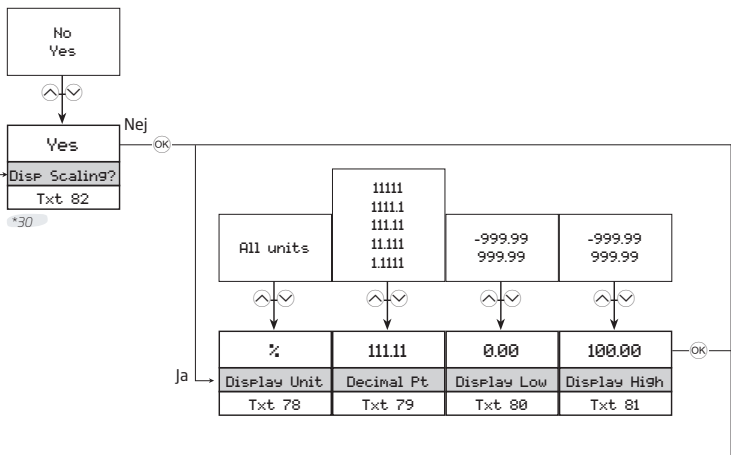 No
Yes
Yes
Nej
OK
Disp Scaling?
Txt 82
*30
All units
11111
1111.1
111.11
11.111
1.1111
-999.99
999.99
-999.99
999.99
%
111.11
0.00
100.00
OK
Ja
Display Unit
Decimal Pt
Display Low
Display High
Txt 78
Txt 79
Txt 80
Txt 81